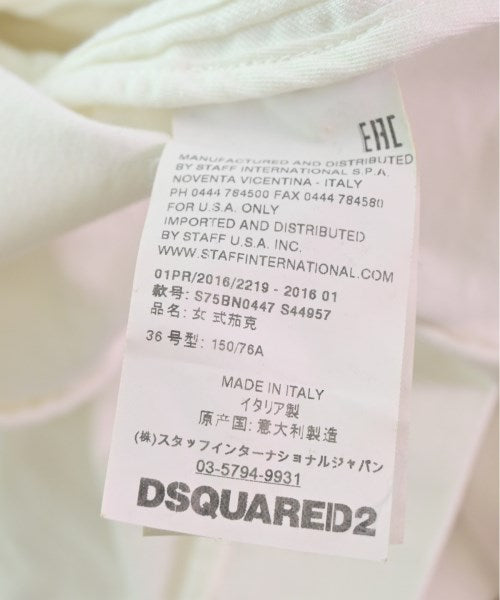 EAC
MANUFACTURED AND DISTRIBUTED
BY STAFF INTERNATIONAL S.P.A.
NOVENTA VICENTINA - ITALY
PH 0444 784500 FAX 0444 784580
FOR U.S.A. ONLY
IMPORTED AND DISTRIBUTED
BY STAFF U.S.A. INC.
WWW.STAFFINTERNATIONAL.COM
01PR/2016/2219 - 2016 01
款号: S75BN0447 S44957
品名: 女 式茄克
36 号型: 150/76A
MADE IN ITALY
イタリア製
原产国: 意大利製造
(株)スタッフインターナショナルジャパン
03-5794-9931
DSQUARED2